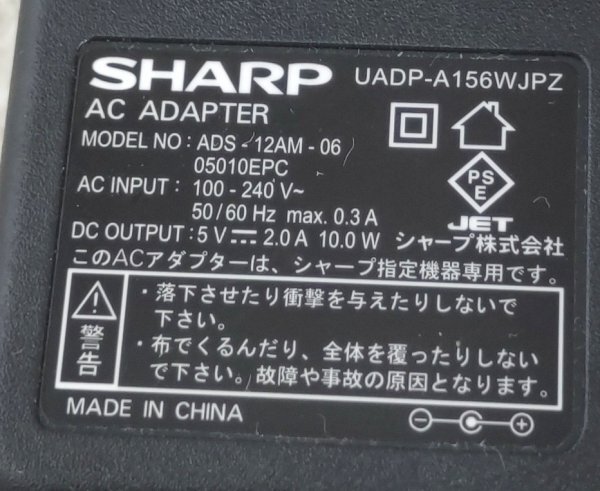 SHARP UADP-A156WJPZ
AC ADAPTER
MODEL NO : ADS - 12AM - 06
05010EPC
AC INPUT : 100 - 240 V~
50 / 60 Hz max. 0.3 A
PS
E
JET
DC OUTPUT : 5 V⎓ 2.0 A 10.0 W シャープ株式会社
このACアダプターは、シャープ指定機器専用です。
警告
・落下させたり衝撃を与えたりしないで
下さい。
・布でくるんだり、全体を覆ったりしない
で下さい。故障や事故の原因となります。
MADE IN CHINA